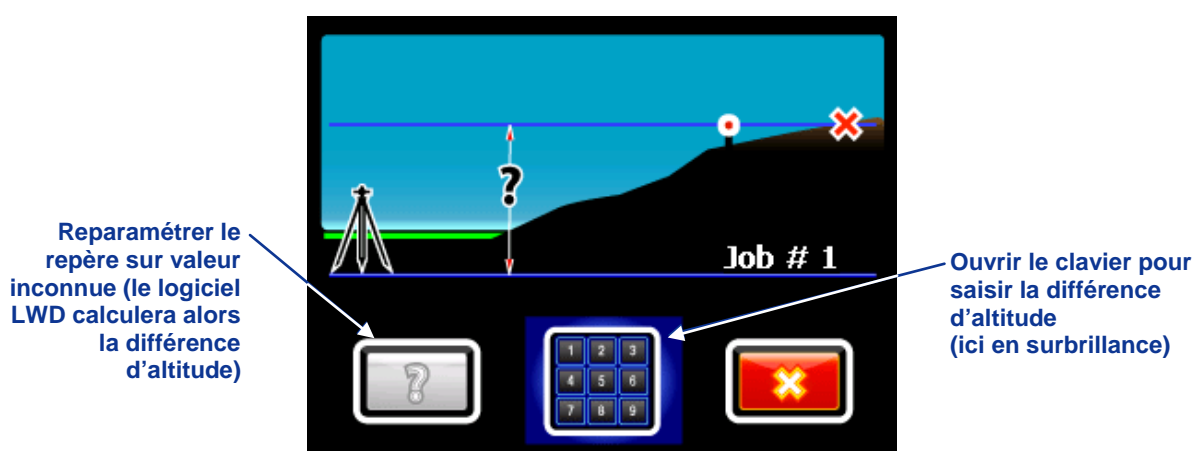 ?
Job # 1
Reparamétrer le
repère sur valeur
inconnue (le logiciel
LWD calculera alors
la différence
d'altitude)
Ouvrir le clavier pour
saisir la différence
d'altitude
(ici en surbrillance)
?
1 2 3
4 5 6
7 8 9